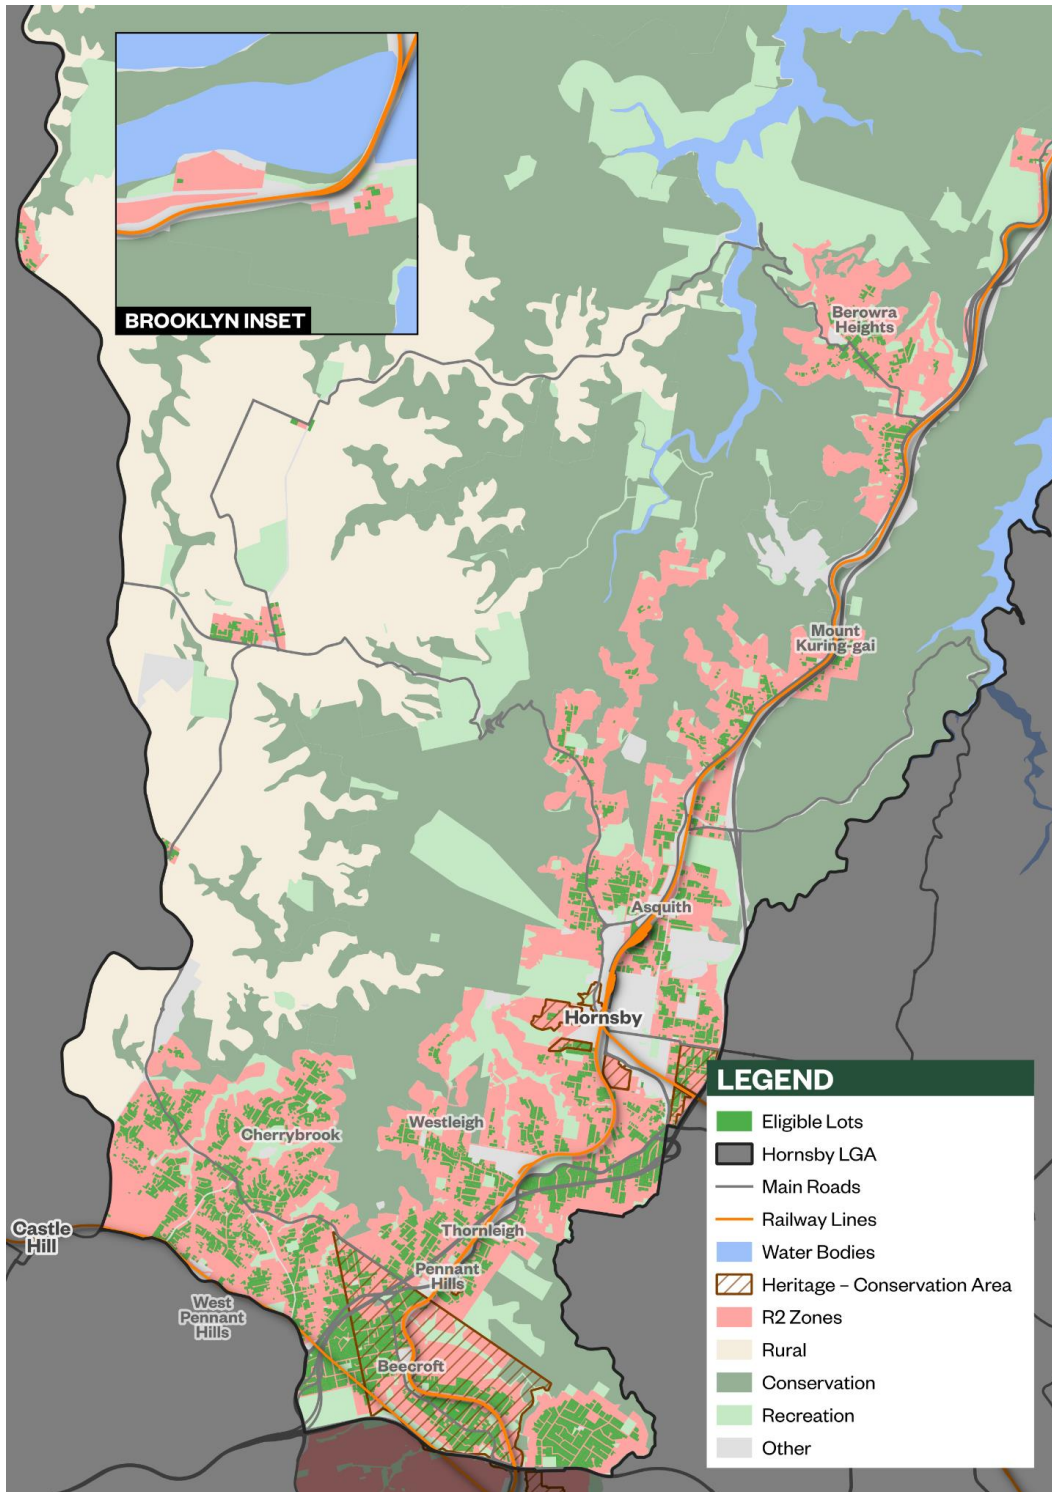 BROOKLYN INSET
Berowra
Heights
Mount
Kuring-gai
Asquith
Hornsby
Westleigh
Cherrybrook
Castle
Hill
Thornleigh
Pennant
Hills
West
Pennant
Hills
Beecroft
LEGEND
Eligible Lots
Hornsby LGA
Main Roads
Railway Lines
Water Bodies
Heritage – Conservation Area
R2 Zones
Rural
Conservation
Recreation
Other